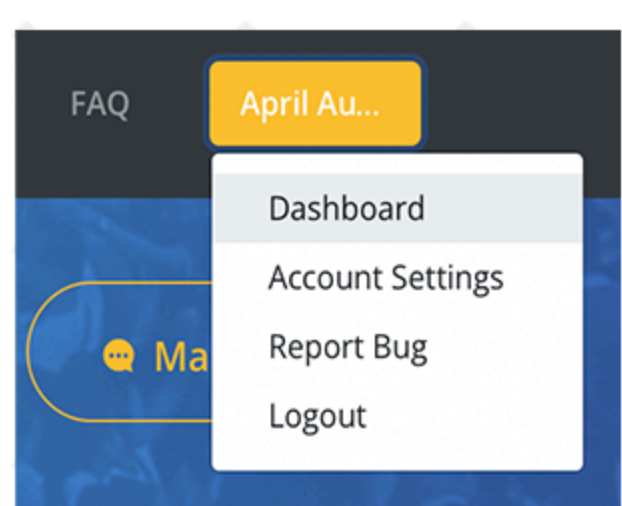 FAQ
April Au...
Dashboard
Account Settings
Report Bug
Logout
Ma